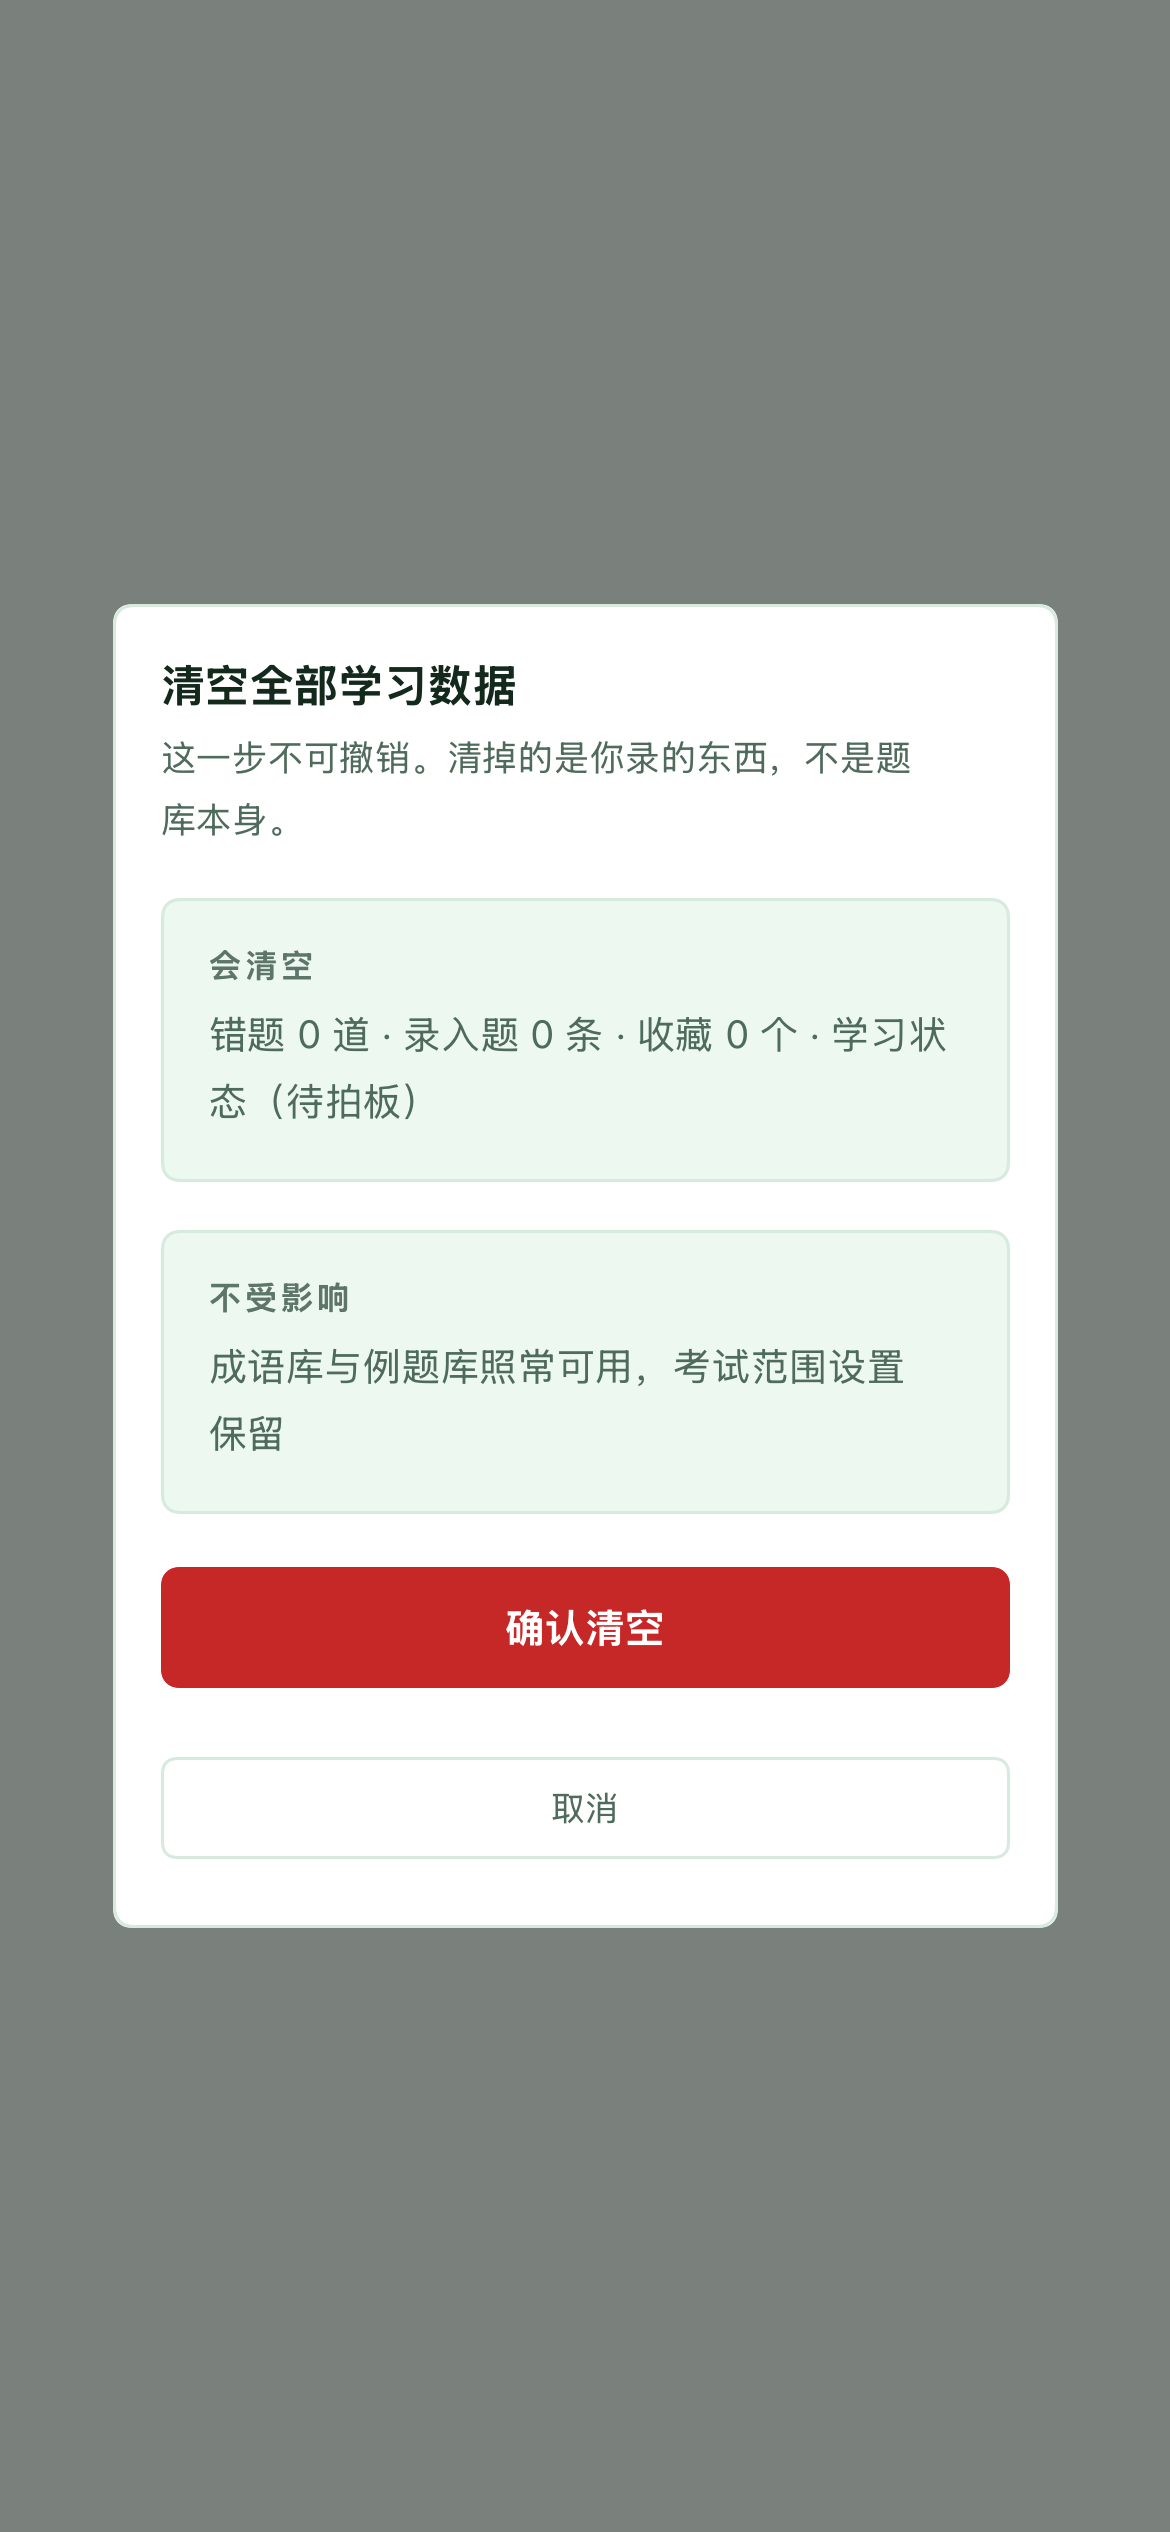 清空全部学习数据
这一步不可撤销。清掉的是你录的东西，不是题
库本身。
会清空
错题 0 道 · 录入题 0 条 · 收藏 0 个 · 学习状
态（待拍板）
不受影响
成语库与例题库照常可用，考试范围设置
保留
确认清空
取消